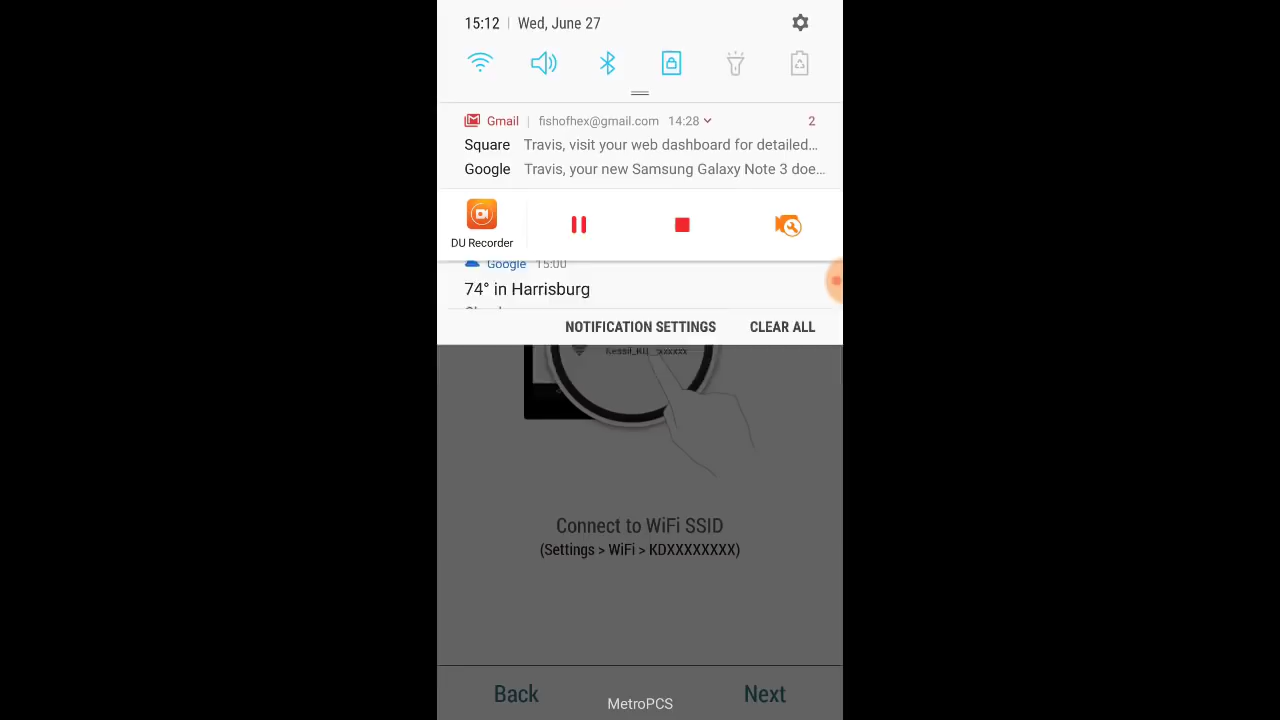 15:12 | Wed, June 27
Gmail | fishofhex@gmail.com 14:28 2
Square Travis, visit your web dashboard for detailed...
Google Travis, your new Samsung Galaxy Note 3 doe...
DU Recorder
Google 15:00
74° in Harrisburg
NOTIFICATION SETTINGS CLEAR ALL
Connect to WiFi SSID
(Settings > WiFi > KDXXXXXXXX)
Back Next
MetroPCS